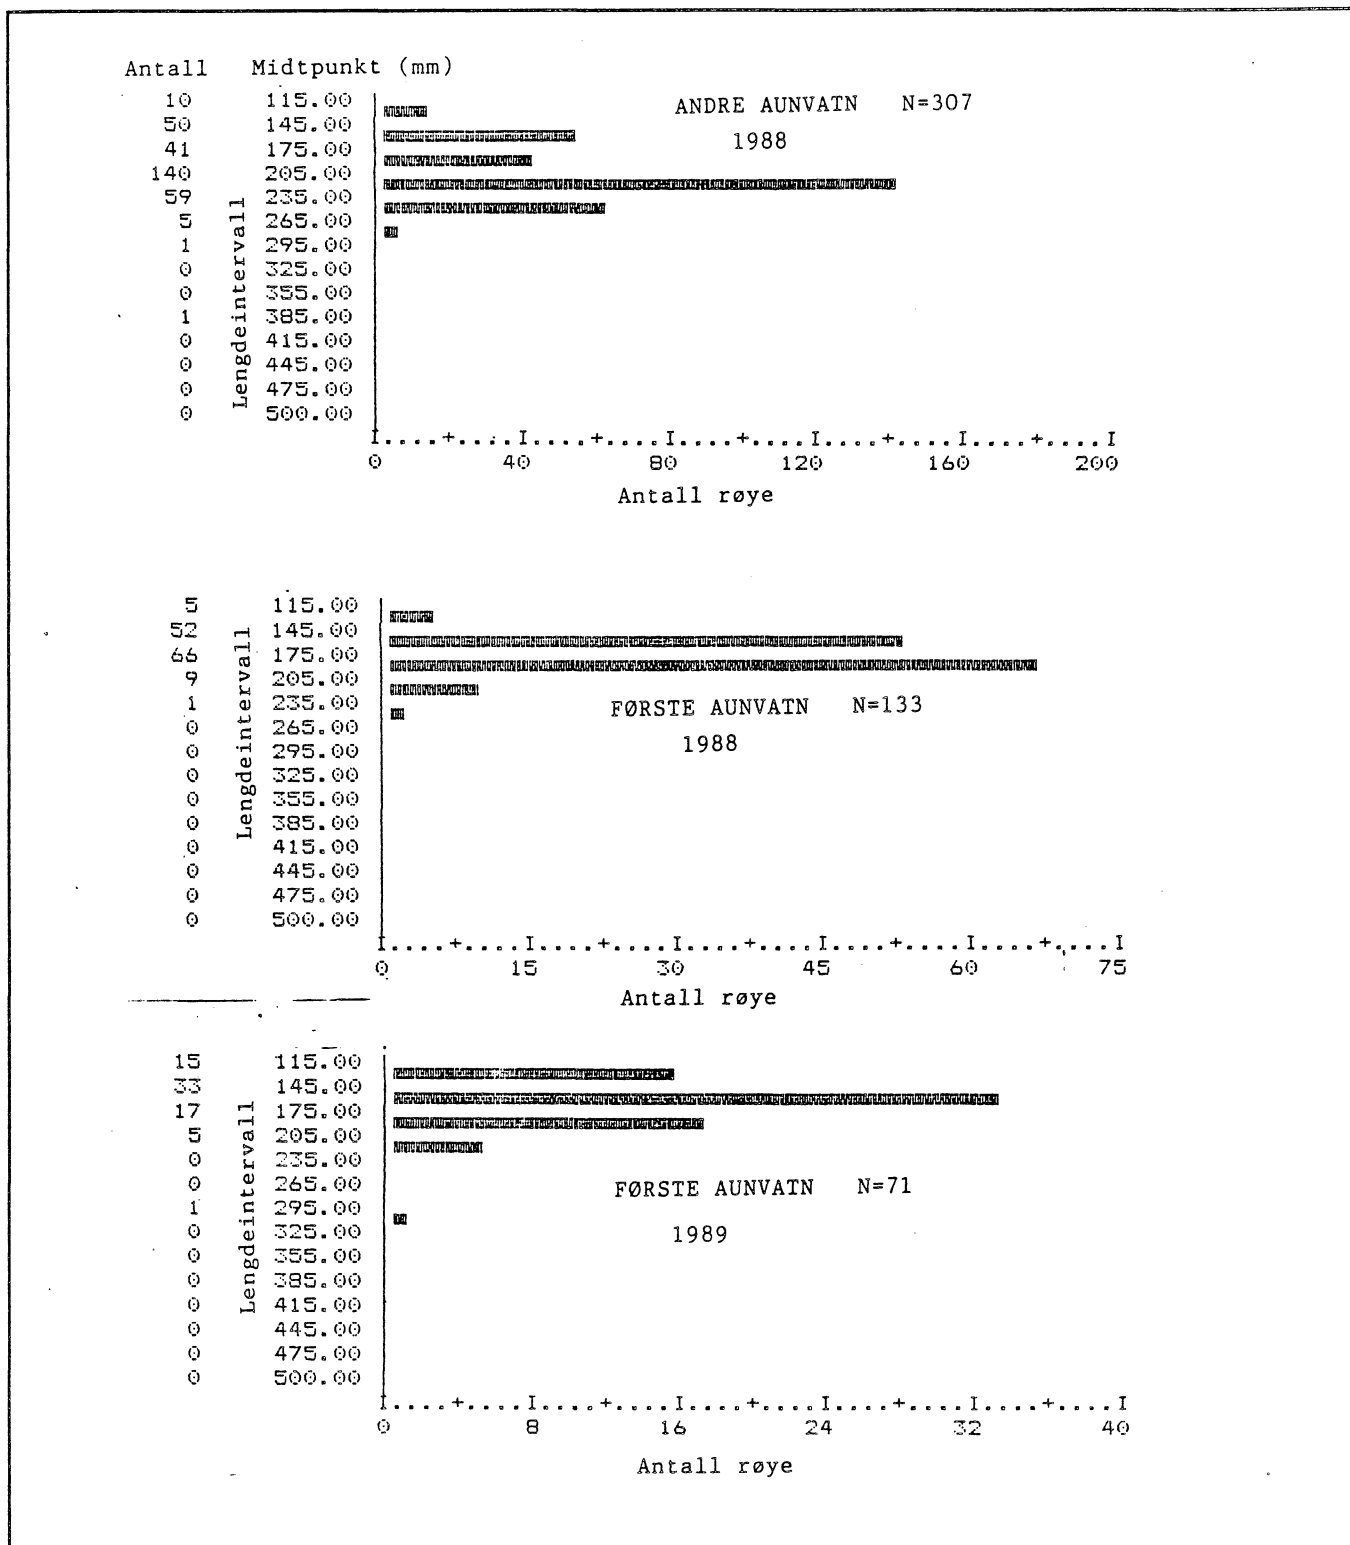 Antall Midtpunkt (mm)
10 115.00
ANDRE AUNVATN N=307
50 145.00
1988
41 175.00
140 205.00
59 235.00
5 265.00
1 295.00
0 325.00
0 355.00
1 385.00
0 415.00
0 445.00
0 475.00
0 500.00
Lengdeintervall
I....+....I....+....I....+....I....+....I....+....I
0 40 80 120 160 200
Antall røye
5 115.00
52 145.00
66 175.00
9 205.00
1 235.00
FØRSTE AUNVATN N=133
0 265.00
1988
0 295.00
0 325.00
0 355.00
0 385.00
0 415.00
0 445.00
0 475.00
0 500.00
Lengdeintervall
I....+....I....+....I....+....I....+....I....+....I
0 15 30 45 60 75
Antall røye
15 115.00
33 145.00
17 175.00
5 205.00
0 235.00
0 265.00
FØRSTE AUNVATN N=71
1 295.00
0 325.00
1989
0 355.00
0 385.00
0 415.00
0 445.00
0 475.00
0 500.00
Lengdeintervall
I....+....I....+....I....+....I....+....I....+....I
0 8 16 24 32 40
Antall røye